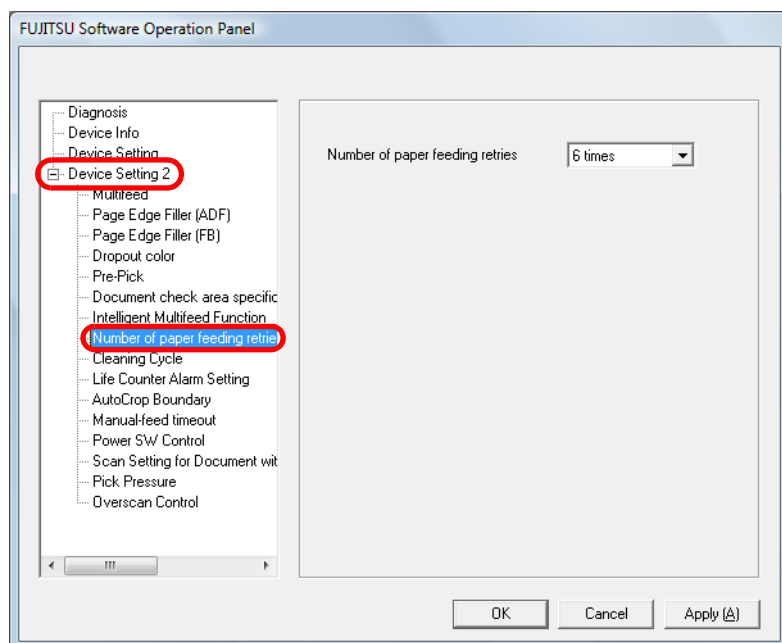 FUJITSU Software Operation Panel
Diagnosis
Device Info
Device Setting
Device Setting 2
Multifeed
Page Edge Filler (ADF)
Page Edge Filler (FB)
Dropout color
Pre-Pick
Document check area specific
Intelligent Multifeed Function
Number of paper feeding retrie
Cleaning Cycle
Life Counter Alarm Setting
AutoCrop Boundary
Manual-feed timeout
Power SW Control
Scan Setting for Document wit
Pick Pressure
Overscan Control
Number of paper feeding retries 6 times
OK Cancel Apply (A)